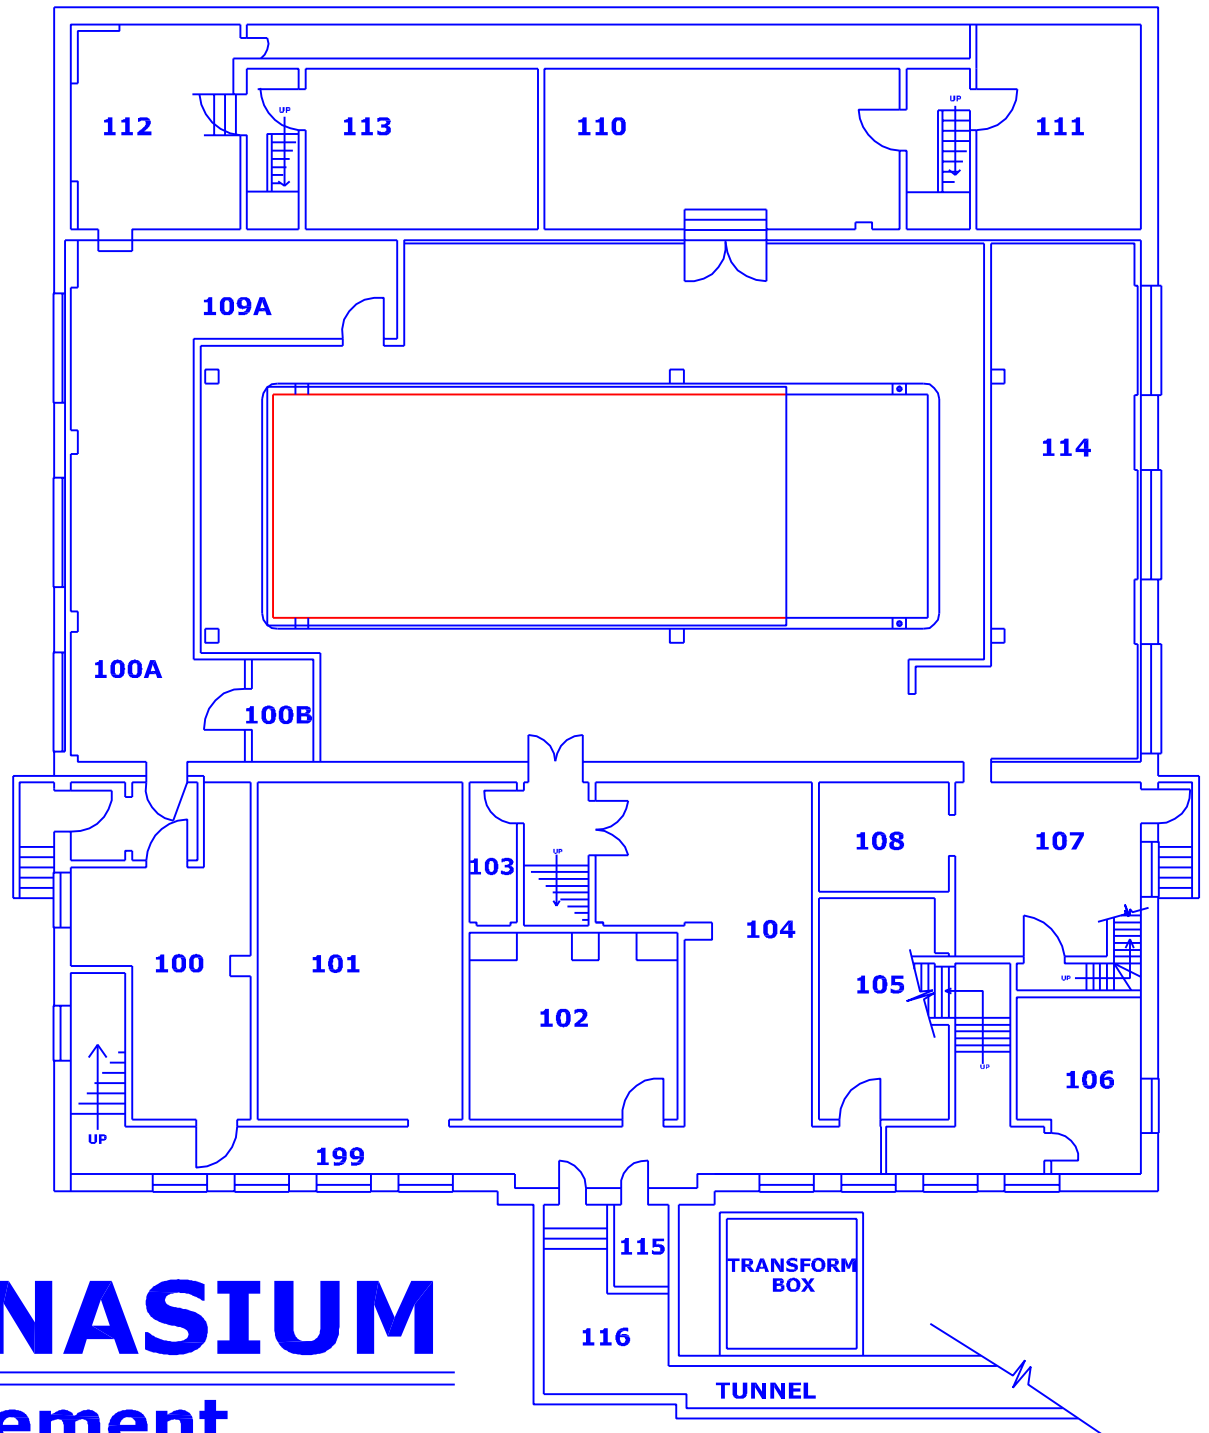 UP
UP
112
113
110
111
109A
114
100A
100B
103
UP
108
107
104
100
101
105
UP
102
UP
106
UP
199
115
TRANSFORM
BOX
NASIUM
116
TUNNEL
ement